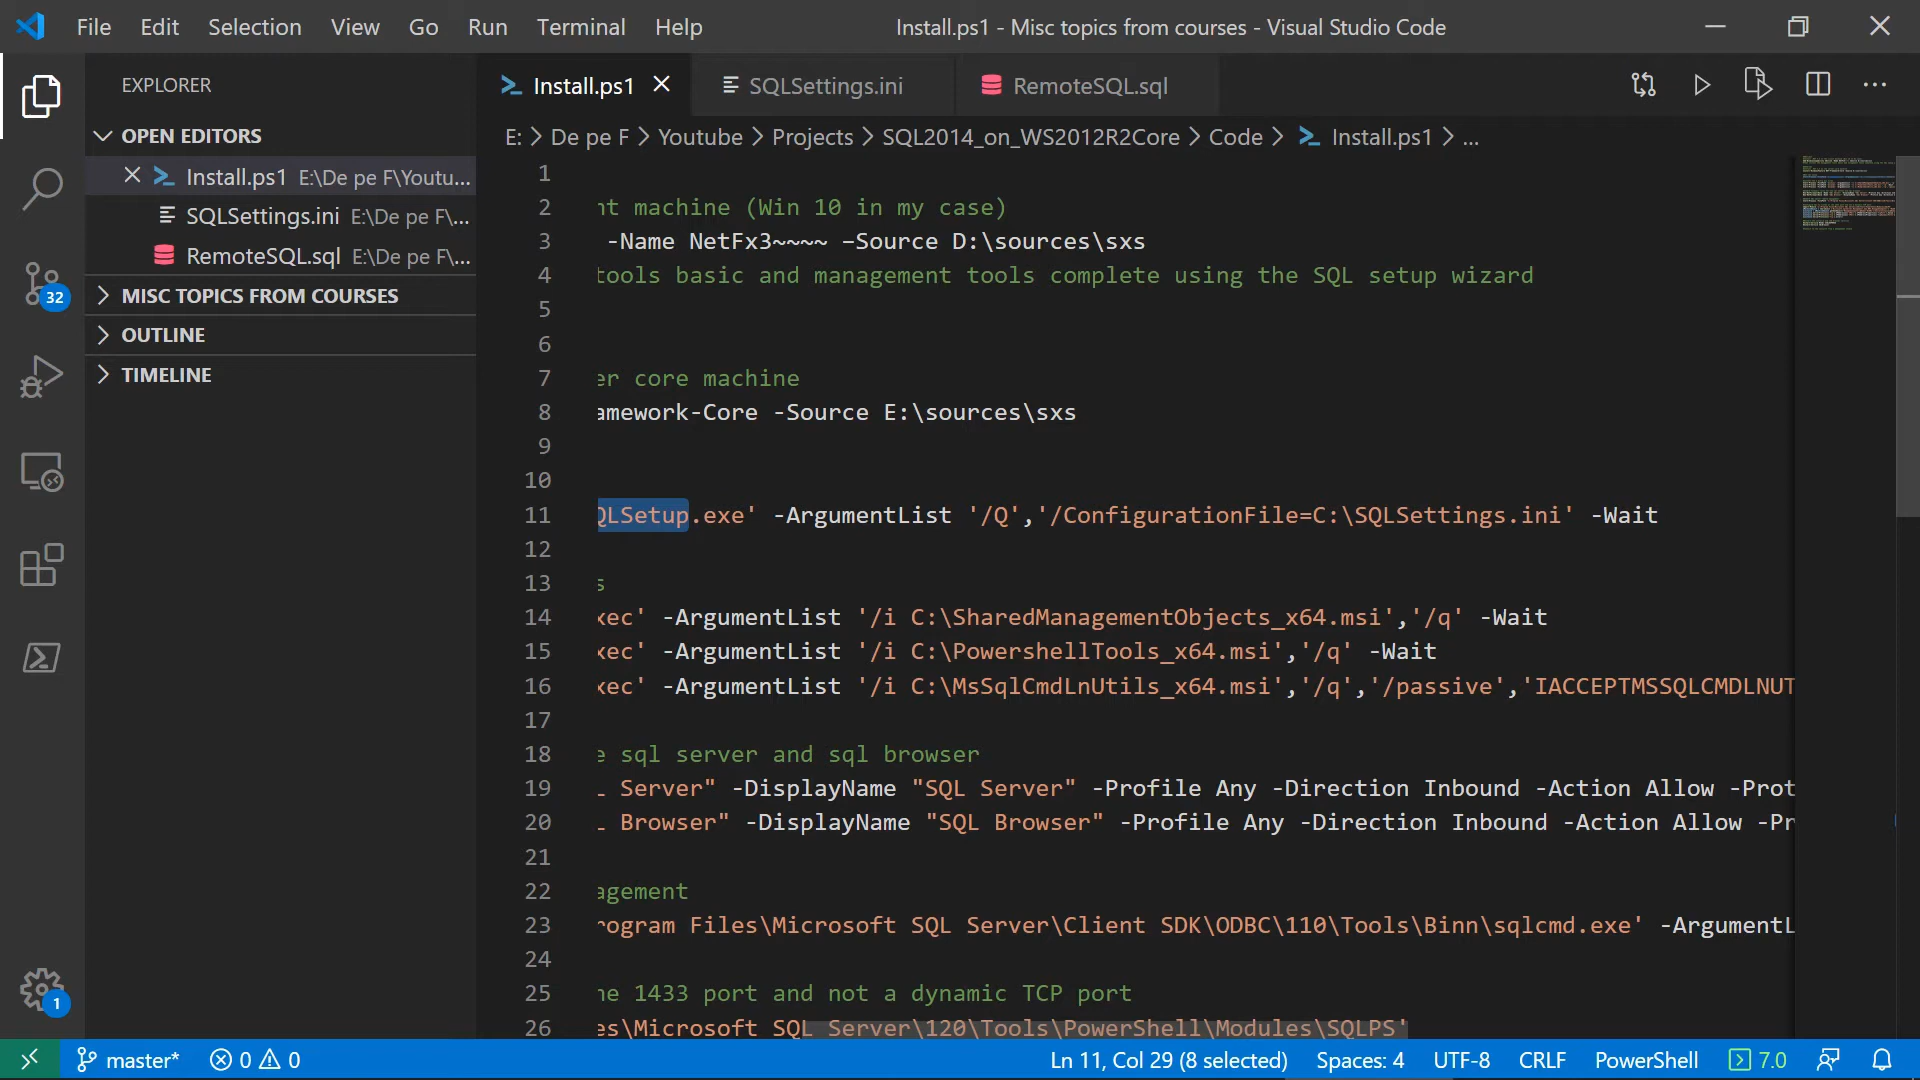 File Edit Selection View Go Run Terminal Help
Install.ps1 - Misc topics from courses - Visual Studio Code
EXPLORER
OPEN EDITORS
Install.ps1 E:\De pe F\Youtu...
SQLSettings.ini E:\De pe F\...
RemoteSQL.sql E:\De pe F\...
MISC TOPICS FROM COURSES
OUTLINE
TIMELINE
32
1
Install.ps1
SQLSettings.ini
RemoteSQL.sql
E: > De pe F > Youtube > Projects > SQL2014_on_WS2012R2Core > Code > Install.ps1 > ...
1
2 nt machine (Win 10 in my case)
3 -Name NetFx3~~~~ –Source D:\sources\sxs
4 tools basic and management tools complete using the SQL setup wizard
5
6
7 er core machine
8 amework-Core -Source E:\sources\sxs
9
10
11 QLSetup.exe' -ArgumentList '/Q','/ConfigurationFile=C:\SQLSettings.ini' -Wait
12
13 s
14 xec' -ArgumentList '/i C:\SharedManagementObjects_x64.msi','/q' -Wait
15 xec' -ArgumentList '/i C:\PowershellTools_x64.msi','/q' -Wait
16 xec' -ArgumentList '/i C:\MsSqlCmdLnUtils_x64.msi','/q','/passive','IACCEPTMSSQLCMDLNUT
17
18 e sql server and sql browser
19 L Server" -DisplayName "SQL Server" -Profile Any -Direction Inbound -Action Allow -Prot
20 L Browser" -DisplayName "SQL Browser" -Profile Any -Direction Inbound -Action Allow -Pr
21
22 agement
23 rogram Files\Microsoft SQL Server\Client SDK\ODBC\110\Tools\Binn\sqlcmd.exe' -ArgumentL
24
25 he 1433 port and not a dynamic TCP port
26 es\Microsoft SQL Server\120\Tools\PowerShell\Modules\SQLPS'
master* 0 0
Ln 11, Col 29 (8 selected) Spaces: 4 UTF-8 CRLF PowerShell 7.0